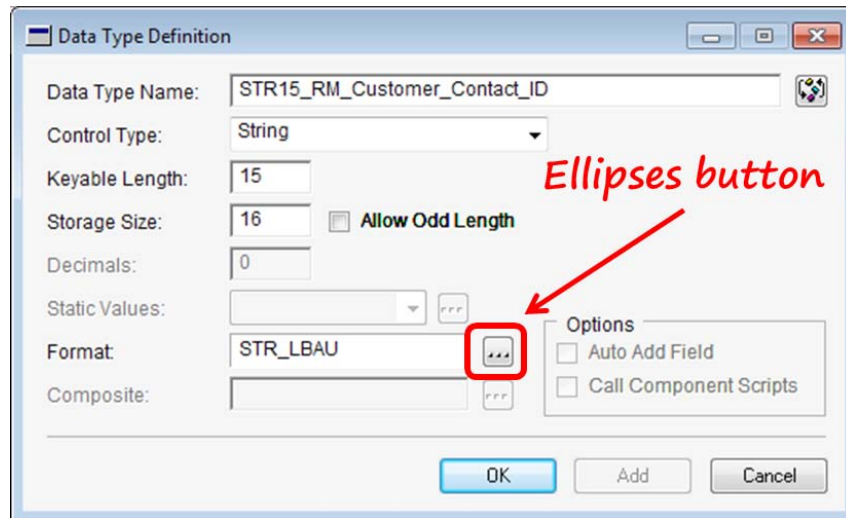 Data Type Definition
Data Type Name: STR15_RM_Customer_Contact_ID
Control Type: String
Keyable Length: 15
Ellipses button
Storage Size: 16 Allow Odd Length
Decimals: 0
Static Values:
Options
Format: STR_LBAU ... Auto Add Field
Composite: Call Component Scripts
OK Add Cancel